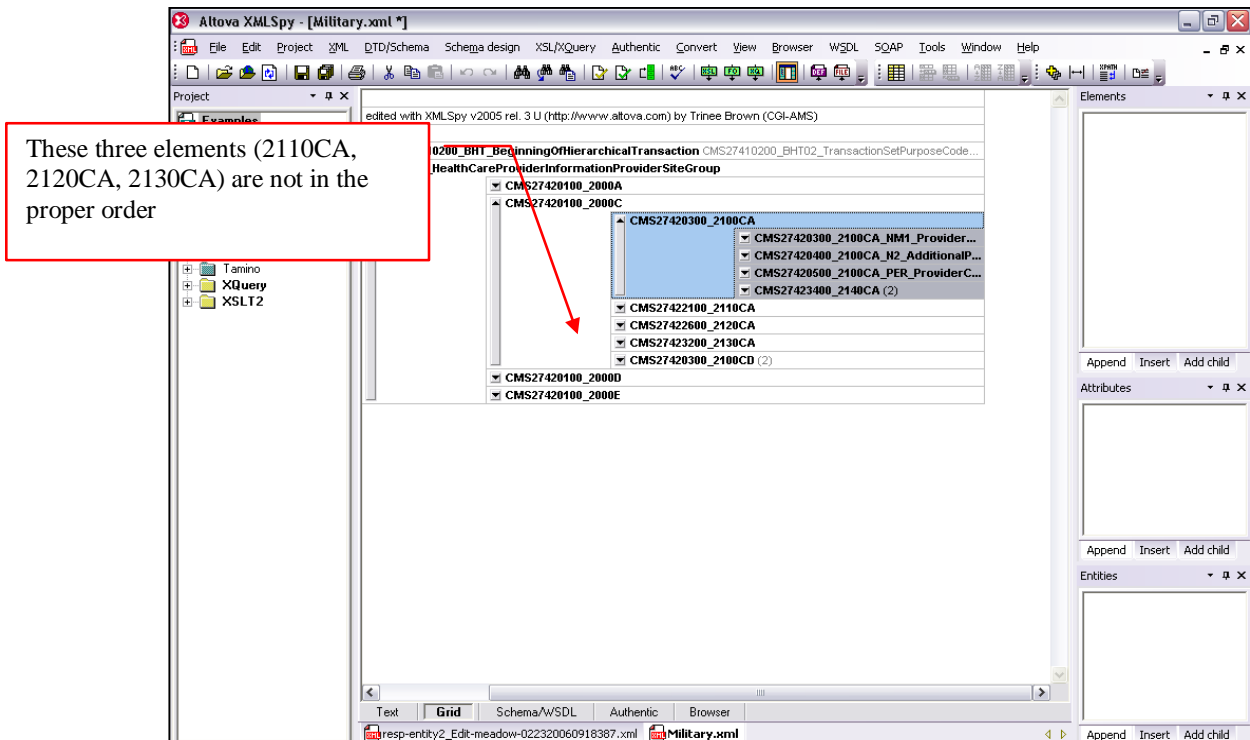 Altova XMLSpy - [Military.xml *]
File Edit Project XML DTD/Schema Schema design XSL/XQuery Authentic Convert View Browser WSDL SOAP Tools Window Help
Project
Examples
These three elements (2110CA,
2120CA, 2130CA) are not in the
proper order
Tamino
XQuery
XSLT2
edited with XMLSpy v2005 rel. 3 U (http://www.altova.com) by Trinee Brown (CGI-AMS)
0200_BHT_BeginningOfHierarchicalTransaction CMS27410200_BHT02_TransactionSetPurposeCode...
_HealthCareProviderInformationProviderSiteGroup
CMS27420100_2000A
CMS27420100_2000C
CMS27420300_2100CA
CMS27420300_2100CA_NM1_Provider...
CMS27420400_2100CA_N2_AdditionalP...
CMS27420500_2100CA_PER_ProviderC...
CMS27423400_2140CA (2)
CMS27422100_2110CA
CMS27422600_2120CA
CMS27423200_2130CA
CMS27420300_2100CD (2)
CMS27420100_2000D
CMS27420100_2000E
Text Grid Schema/WSDL Authentic Browser
resp-entity2_Edit-meadow-022320060918387.xml Military.xml
Elements
Append Insert Add child
Attributes
Append Insert Add child
Entities
Append Insert Add child